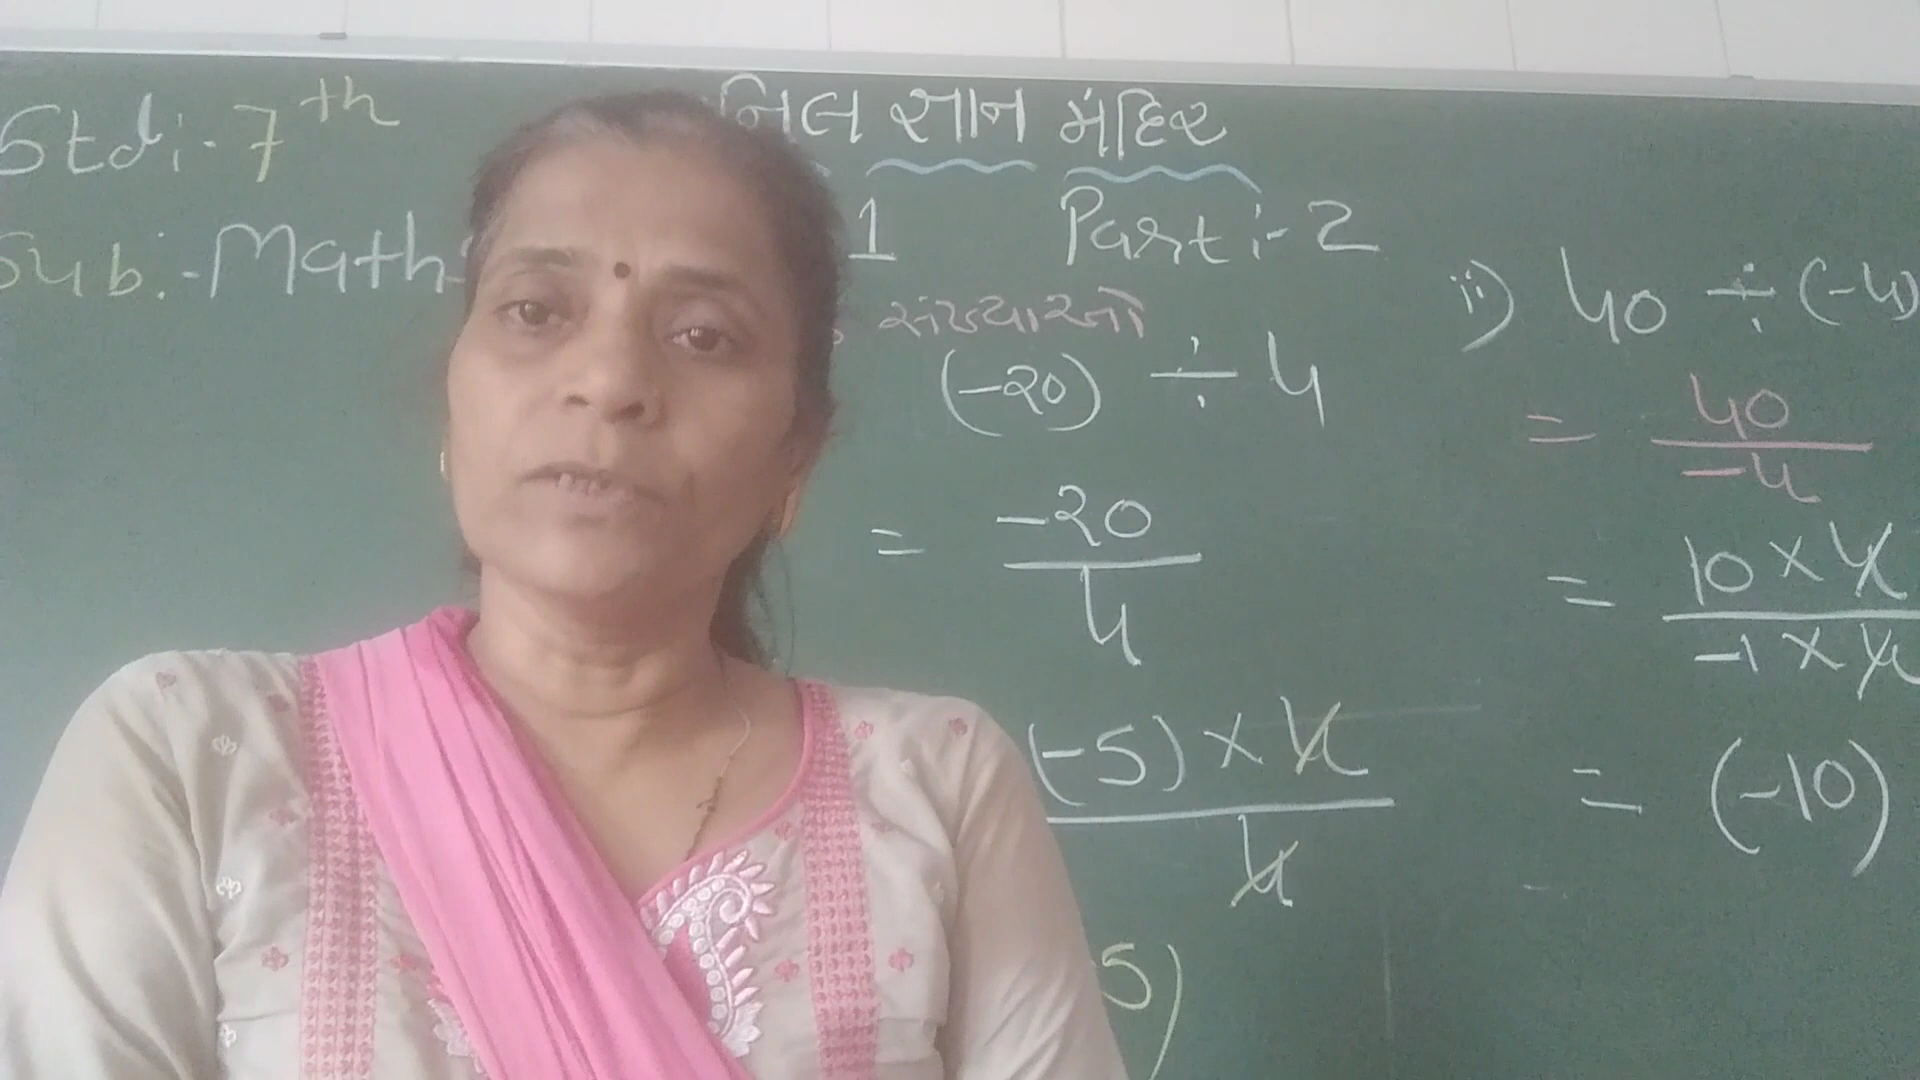 Std:- 7th
જ્ઞાન મંદિર
Sub:- Maths
1 Part:- 2
સંખ્યાઓ
(-20) ÷ 4
= -20/4
(-5) × 4 / 4
5)
ii) 40 ÷ (-4)
= 40/-4
= 10 × 4 / -1 × 4
= (-10)